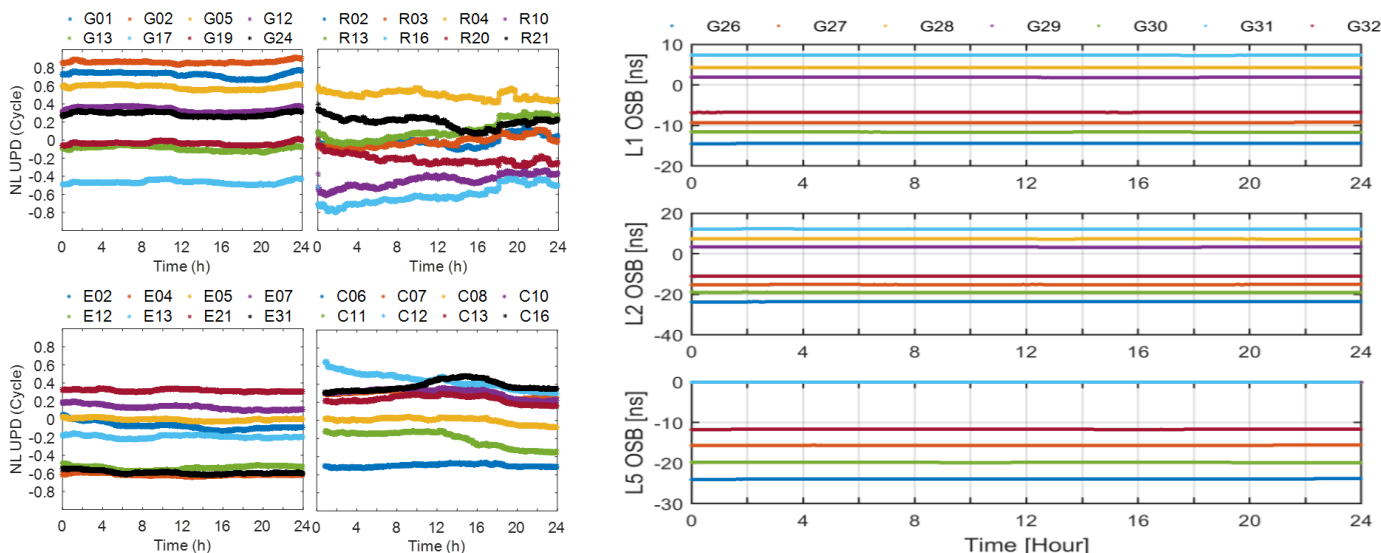 G01 G02 G05 G12
G13 G17 G19 G24
NLUPD (Cycle)
0.8
0.6
0.4
0.2
0
-0.2
-0.4
-0.6
-0.8
0 4 8 12 16 20 24
Time (h)
R02 R03 R04 R10
R13 R16 R20 R21
0 4 8 12 16 20 24
Time (h)
E02 E04 E05 E07
E12 E13 E21 E31
NLUPD (Cycle)
0.8
0.6
0.4
0.2
0
-0.2
-0.4
-0.6
-0.8
0 4 8 12 16 20 24
Time (h)
C06 C07 C08 C10
C11 C12 C13 C16
0 4 8 12 16 20 24
Time (h)
G26 G27 G28 G29 G30 G31 G32
L1 OSB [ns]
10
0
-10
-20
0 4 8 12 16 20 24
L2 OSB [ns]
20
0
-20
-40
0 4 8 12 16 20 24
L5 OSB [ns]
0
-10
-20
-30
0 4 8 12 16 20 24
Time [Hour]